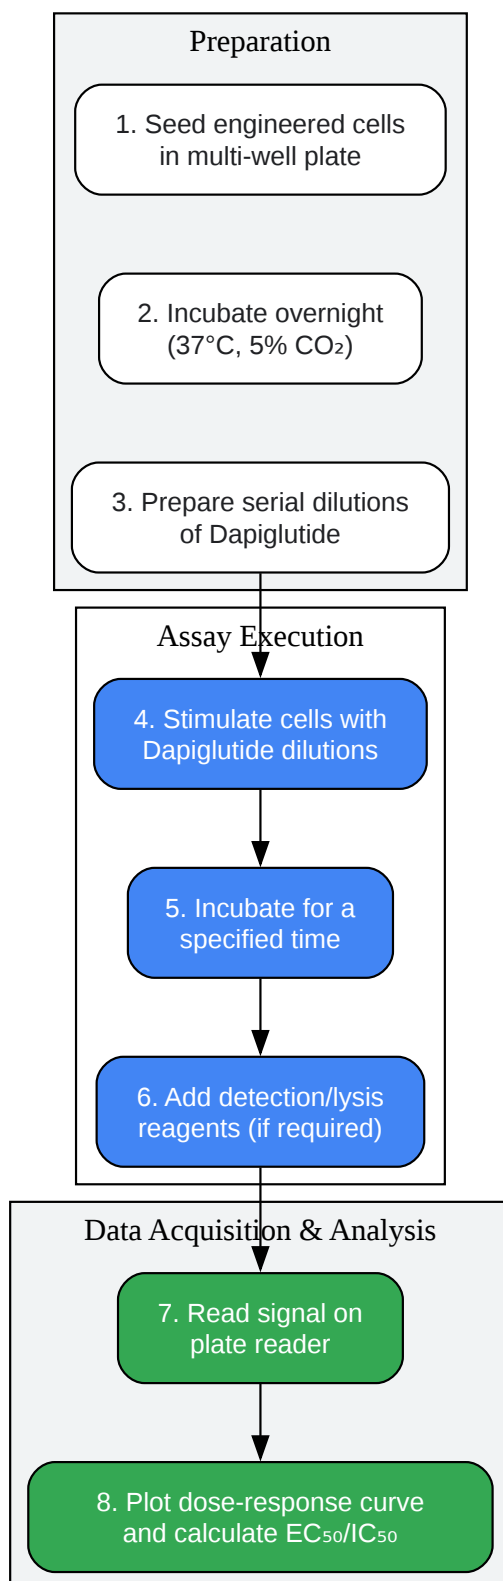 Preparation
1. Seed engineered cells
in multi-well plate
2. Incubate overnight
(37°C, 5% CO₂)
3. Prepare serial dilutions
of Dapiglutide
Assay Execution
4. Stimulate cells with
Dapiglutide dilutions
5. Incubate for a
specified time
6. Add detection/lysis
reagents (if required)
Data Acquisition & Analysis
7. Read signal on
plate reader
8. Plot dose-response curve
and calculate EC₅₀/IC₅₀